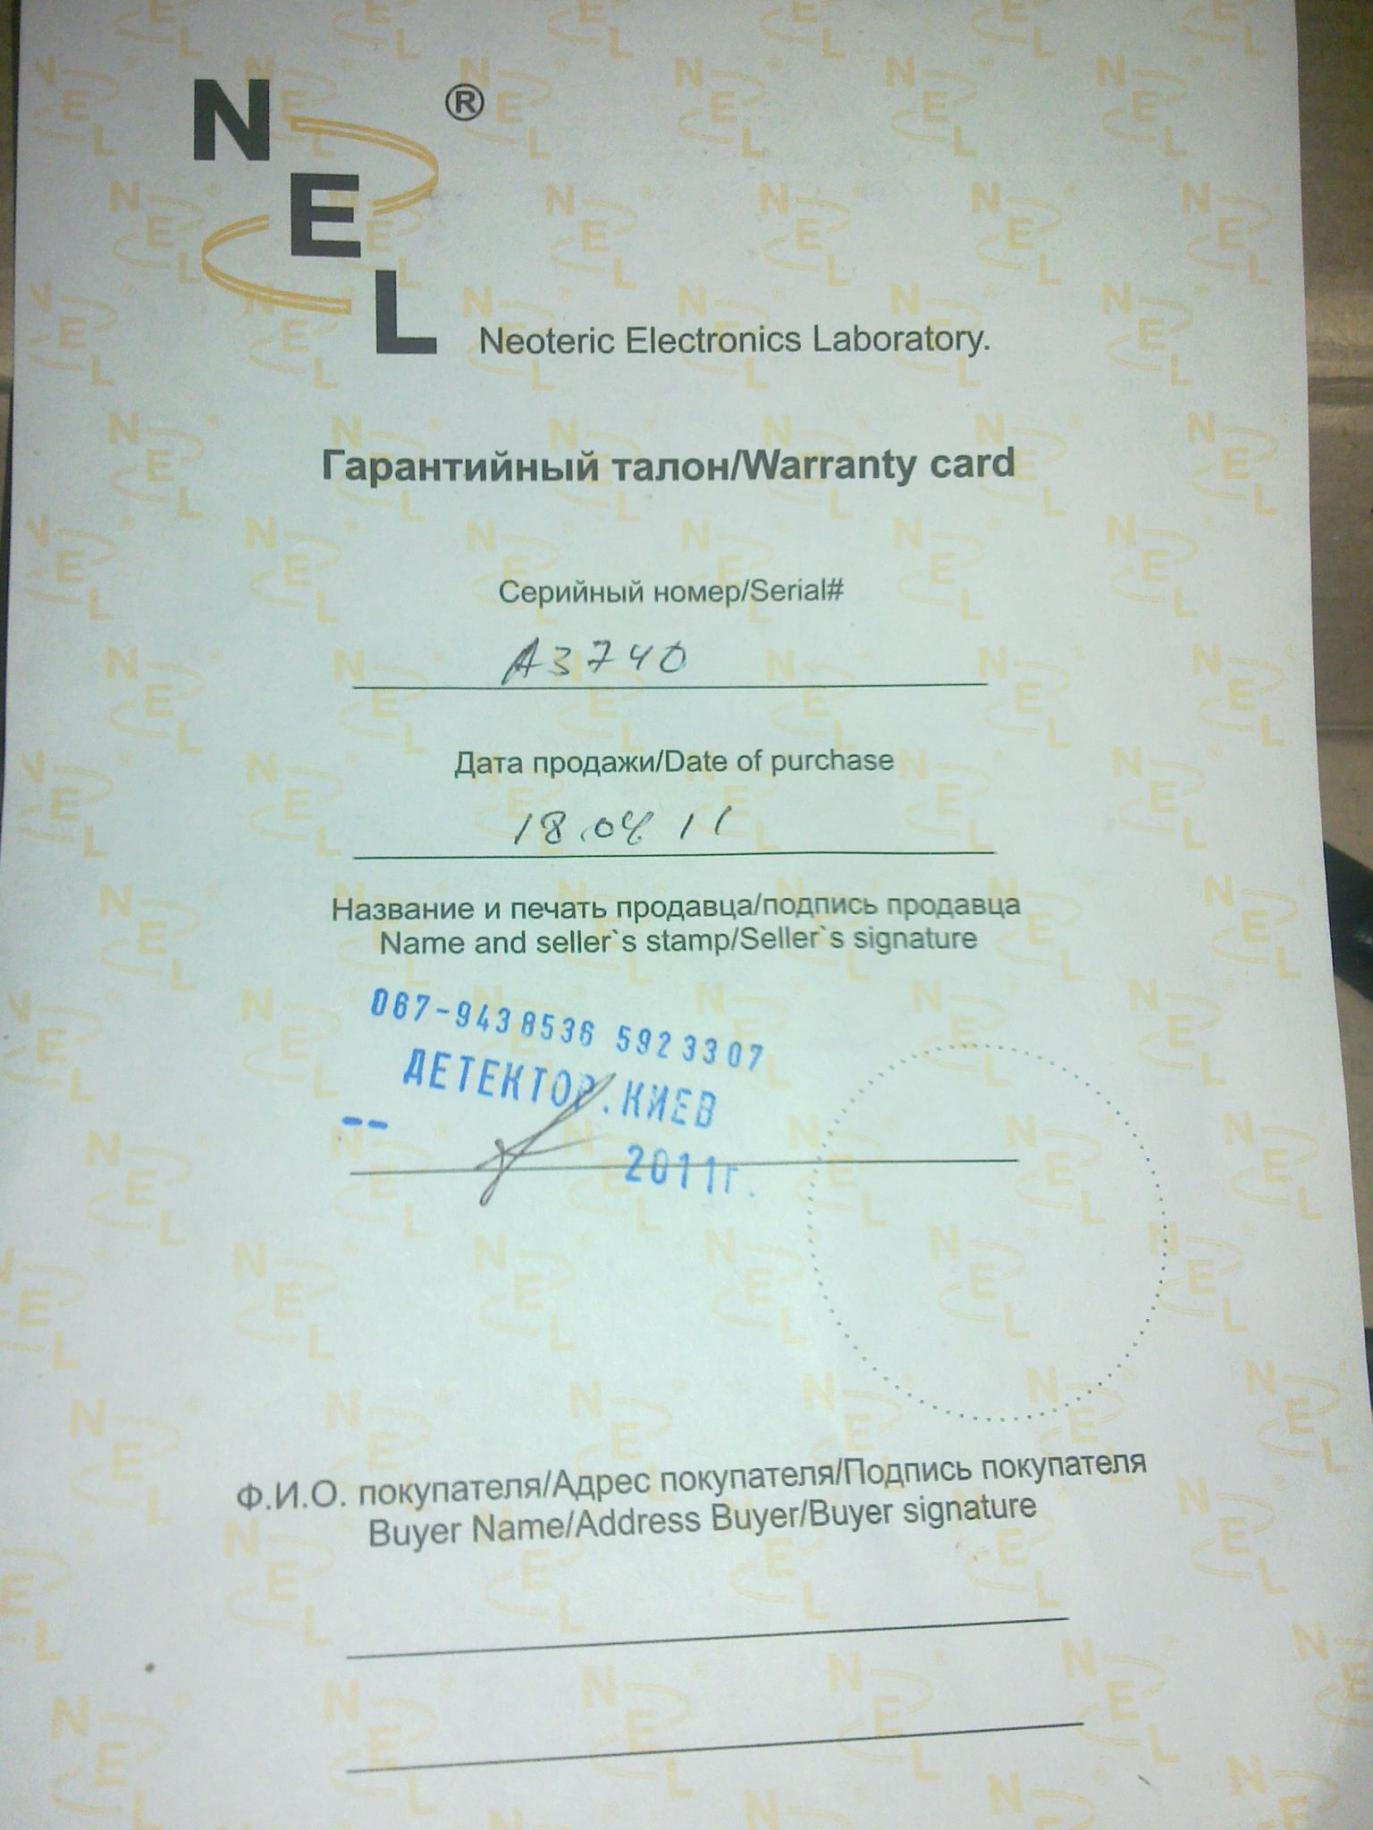 N
®
E
L
Neoteric Electronics Laboratory.
Гарантийный талон/Warranty card
Серийный номер/Serial#
А3740
Дата продажи/Date of purchase
18.04 11
Название и печать продавца/подпись продавца
Name and seller`s stamp/Seller`s signature
067-9438536 5923307
ДЕТЕКТОР.КИЕВ
--
2011г.
Ф.И.О. покупателя/Адрес покупателя/Подпись покупателя
Buyer Name/Address Buyer/Buyer signature